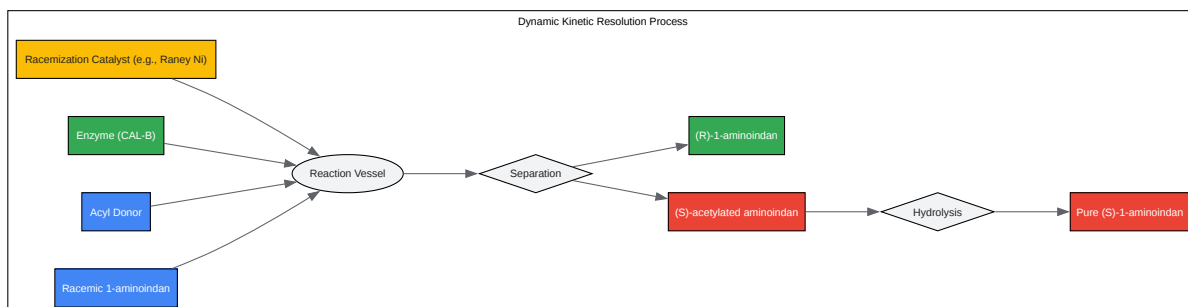 Dynamic Kinetic Resolution Process
Racemization Catalyst (e.g., Raney Ni)
Enzyme (CAL-B)
Acyl Donor
Racemic 1-aminoindan
Reaction Vessel
Separation
(R)-1-aminoindan
(S)-acetylated aminoindan
Hydrolysis
Pure (S)-1-aminoindan